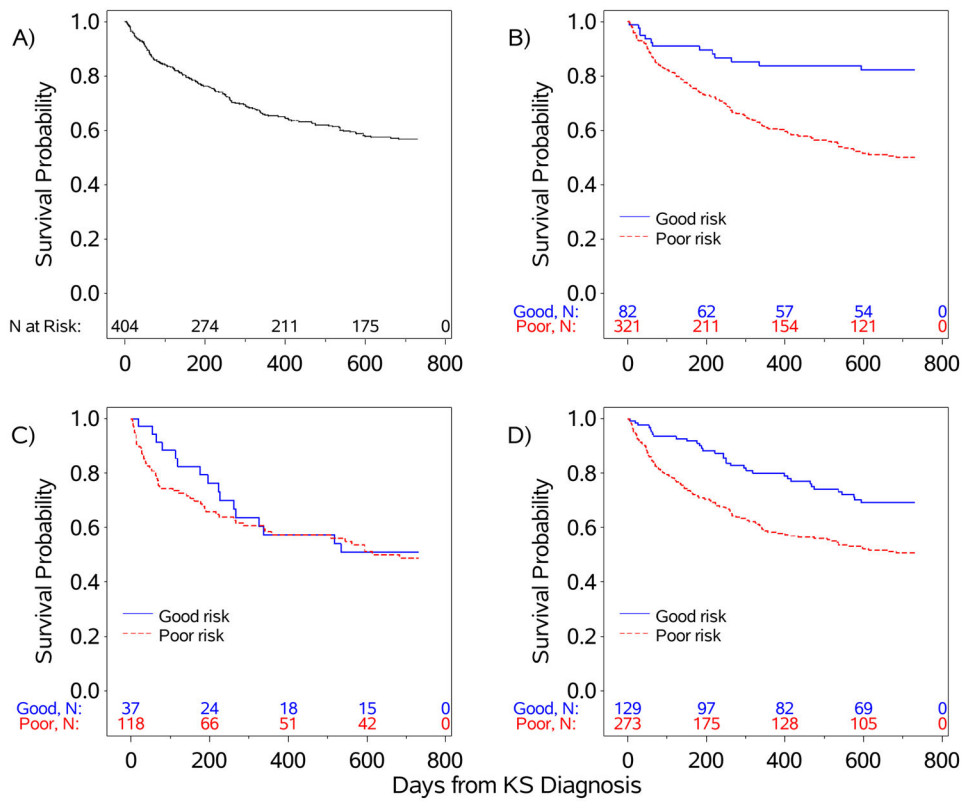 A)
Survival Probability
1.0
0.8
0.6
0.4
0.2
0.0
N at Risk: 404 274 211 175 0
0 200 400 600 800
B)
Survival Probability
1.0
0.8
0.6
0.4
0.2
0.0
Good risk
Poor risk
Good, N: 82 62 57 54 0
Poor, N: 321 211 154 121 0
0 200 400 600 800
C)
Survival Probability
1.0
0.8
0.6
0.4
0.2
0.0
Good risk
Poor risk
Good, N: 37 24 18 15 0
Poor, N: 118 66 51 42 0
0 200 400 600 800
D)
Survival Probability
1.0
0.8
0.6
0.4
0.2
0.0
Good risk
Poor risk
Good, N: 129 97 82 69 0
Poor, N: 273 175 128 105 0
0 200 400 600 800
Days from KS Diagnosis